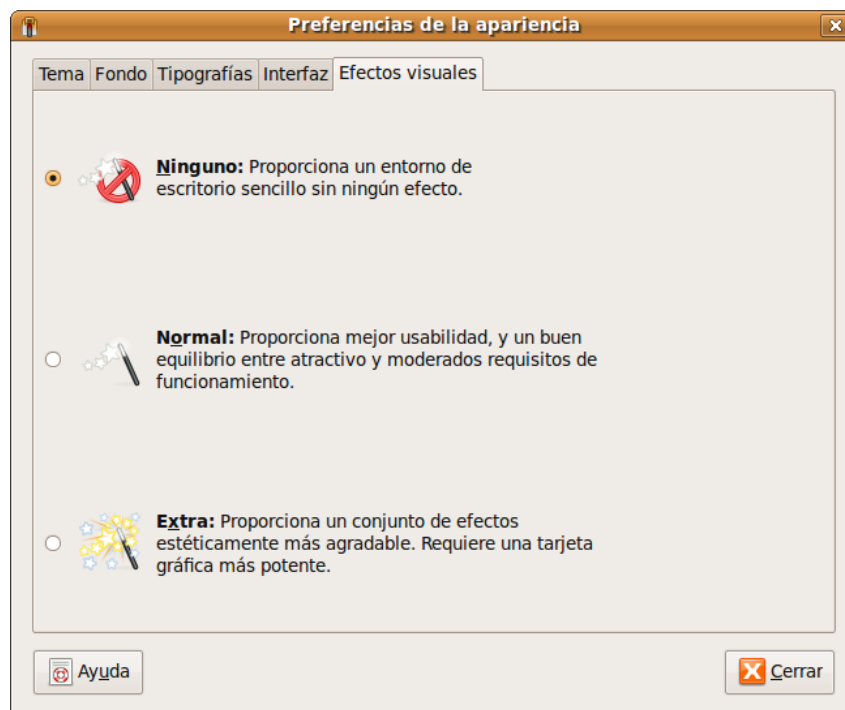 Preferencias de la apariencia
Tema Fondo Tipografías Interfaz Efectos visuales
Ninguno: Proporciona un entorno de
escritorio sencillo sin ningún efecto.
Normal: Proporciona mejor usabilidad, y un buen
equilibrio entre atractivo y moderados requisitos de
funcionamiento.
Extra: Proporciona un conjunto de efectos
estéticamente más agradable. Requiere una tarjeta
gráfica más potente.
Ayuda Cerrar